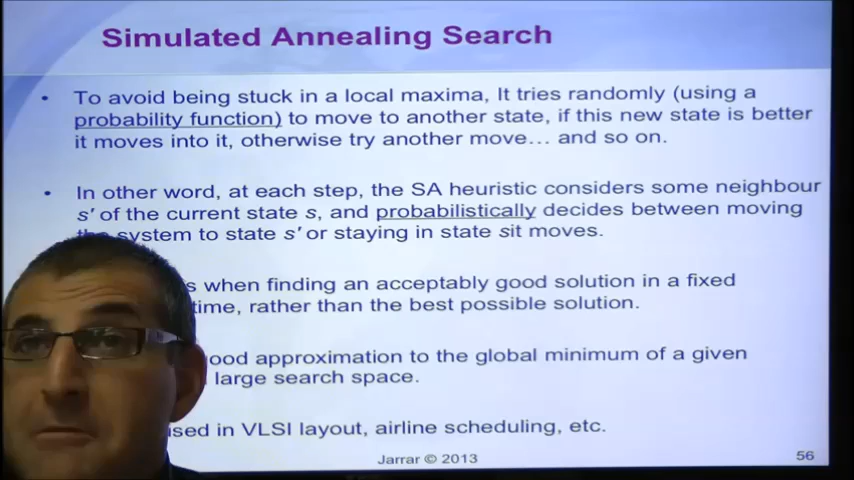 Simulated Annealing Search
• To avoid being stuck in a local maxima, It tries randomly (using a
probability function) to move to another state, if this new state is better
it moves into it, otherwise try another move… and so on.
• In other word, at each step, the SA heuristic considers some neighbour
s' of the current state s, and probabilistically decides between moving
the system to state s' or staying in state sit moves.
s when finding an acceptably good solution in a fixed
time, rather than the best possible solution.
ood approximation to the global minimum of a given
large search space.
sed in VLSI layout, airline scheduling, etc.
Jarrar © 2013
56